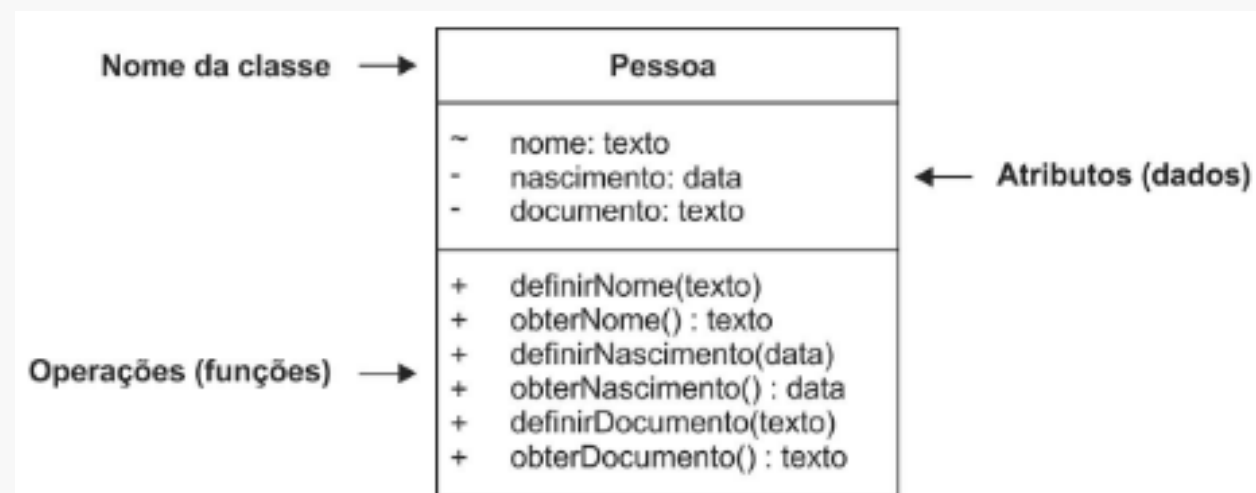 Nome da classe
Pessoa
~ nome: texto
- nascimento: data
- documento: texto
Atributos (dados)
+ definirNome(texto)
+ obterNome() : texto
+ definirNascimento(data)
+ obterNascimento() : data
+ definirDocumento(texto)
+ obterDocumento() : texto
Operações (funções)